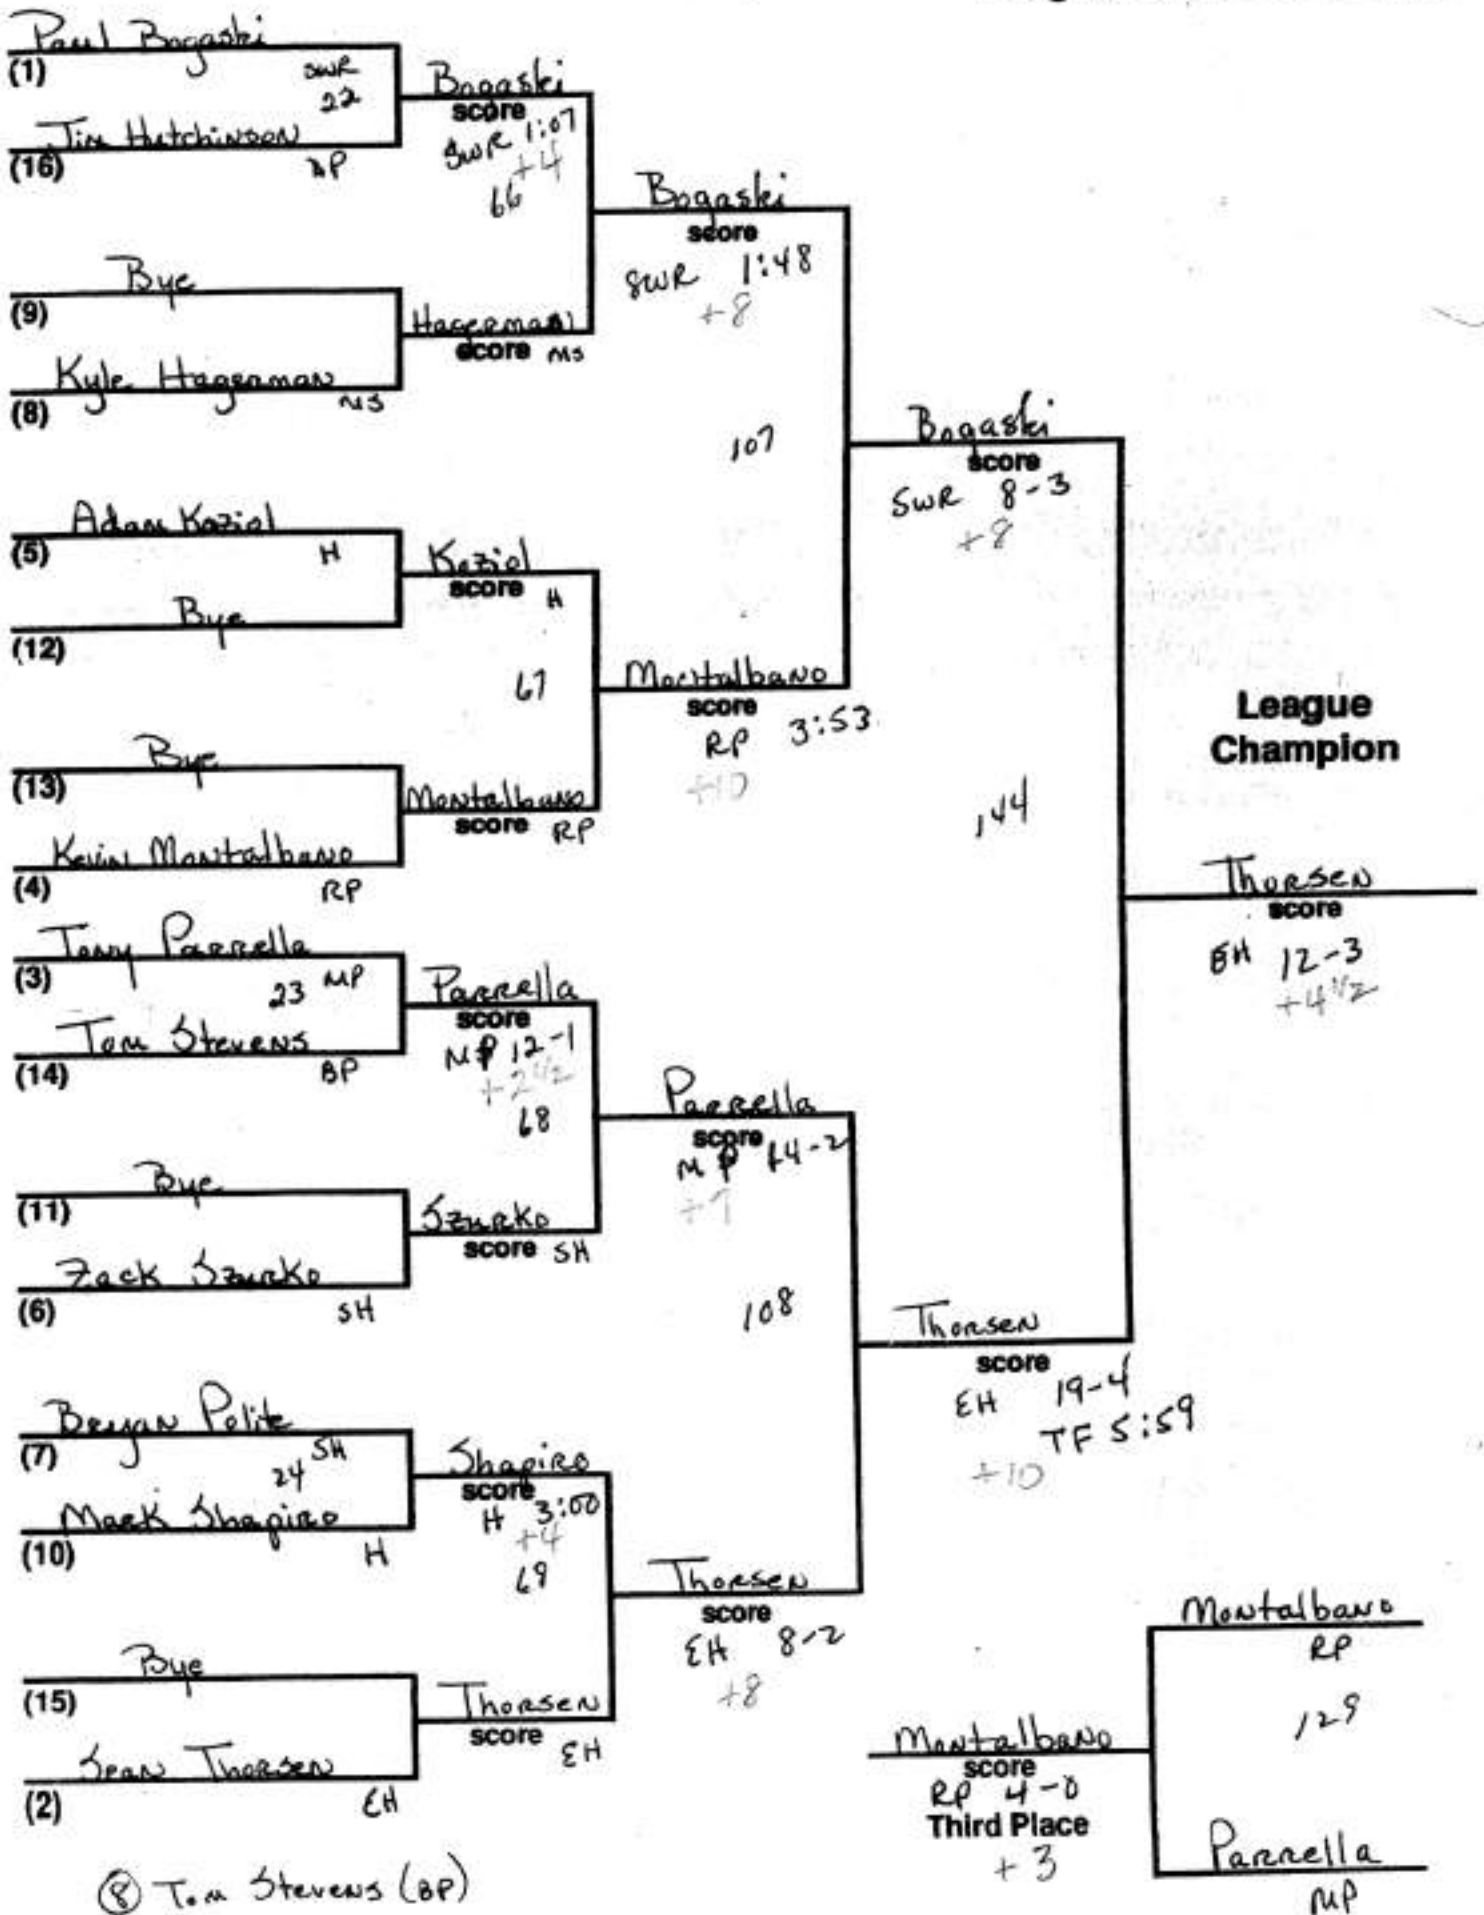 Paul Bogaski
(1)
SWR
22
Jim Hutchinson
(16)
BP
Bogaski
score
SWR 1:07
+4
66
Bye
(9)
Kyle Hagerman
(8)
MS
Hagerman
score MS
Bogaski
score
SWR 1:48
+8
107
Adam Koziol
(5)
H
Bye
(12)
Koziol
score
H
67
Bye
(13)
Kevin Montalbano
(4)
RP
Montalbano
score RP
Montalbano
score
RP 3:53
+10
Bogaski
score
SWR 8-3
+8
144
Tony Parrella
(3)
23 MP
Tom Stevens
(14)
BP
Parrella
score
MP 12-1
+2 1/2
68
Bye
(11)
Zack Szurko
(6)
SH
Szurko
score SH
Parrella
score
MP 14-2
+7
108
Bryan Polite
(7)
SH
24
Mark Shapiro
(10)
H
Shapiro
score
H 3:00
+4
69
Bye
(15)
Sean Thorsen
(2)
EH
Thorsen
score
EH
Thorsen
score
EH 8-2
+8
Thorsen
score
EH 19-4
TF 5:59
+10
League
Champion
Thorsen
score
EH 12-3
+4 1/2
Montalbano
RP
129
Parrella
MP
Montalbano
score
RP 4-0
Third Place
+3
(8) Tom Stevens (BP)